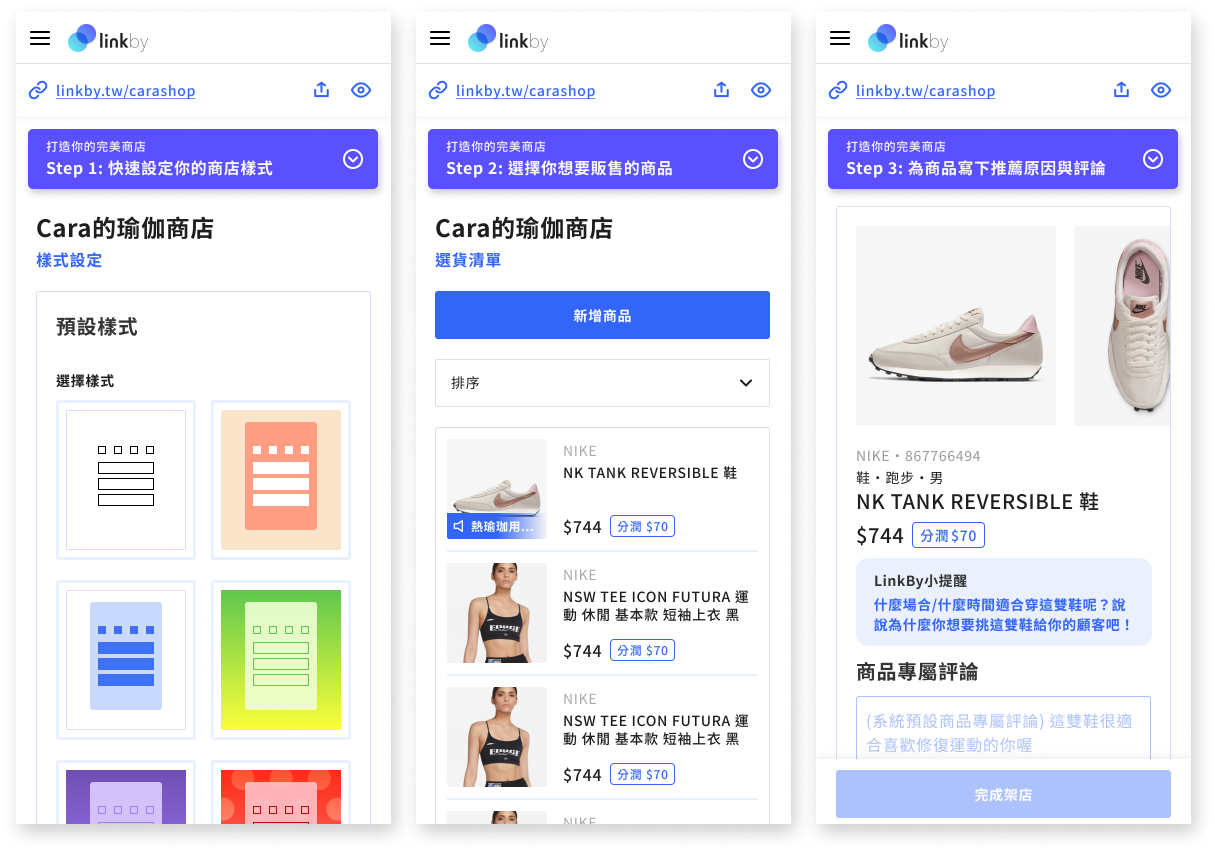 linkby
linkby.tw/carashop
打造你的完美商店
Step 1: 快速設定你的商店樣式
Cara的瑜伽商店
樣式設定
預設樣式
選擇樣式
linkby
linkby.tw/carashop
打造你的完美商店
Step 2: 選擇你想要販售的商品
Cara的瑜伽商店
選貨清單
新增商品
排序
NIKE
NK TANK REVERSIBLE 鞋
熱瑜珈用...
$744 分潤 $70
NIKE
NSW TEE ICON FUTURA 運
動 休閒 基本款 短袖上衣 黑
$744 分潤 $70
NIKE
NSW TEE ICON FUTURA 運
動 休閒 基本款 短袖上衣 黑
$744 分潤 $70
NIKE
linkby
linkby.tw/carashop
打造你的完美商店
Step 3: 為商品寫下推薦原因與評論
NIKE・867766494
鞋・跑步・男
NK TANK REVERSIBLE 鞋
$744 分潤 $70
LinkBy小提醒
什麼場合/什麼時間適合穿這雙鞋呢？說
說為什麼你想要挑這雙鞋給你的顧客吧！
商品專屬評論
(系統預設商品專屬評論) 這雙鞋很適
合喜歡修復運動的你喔
完成架店